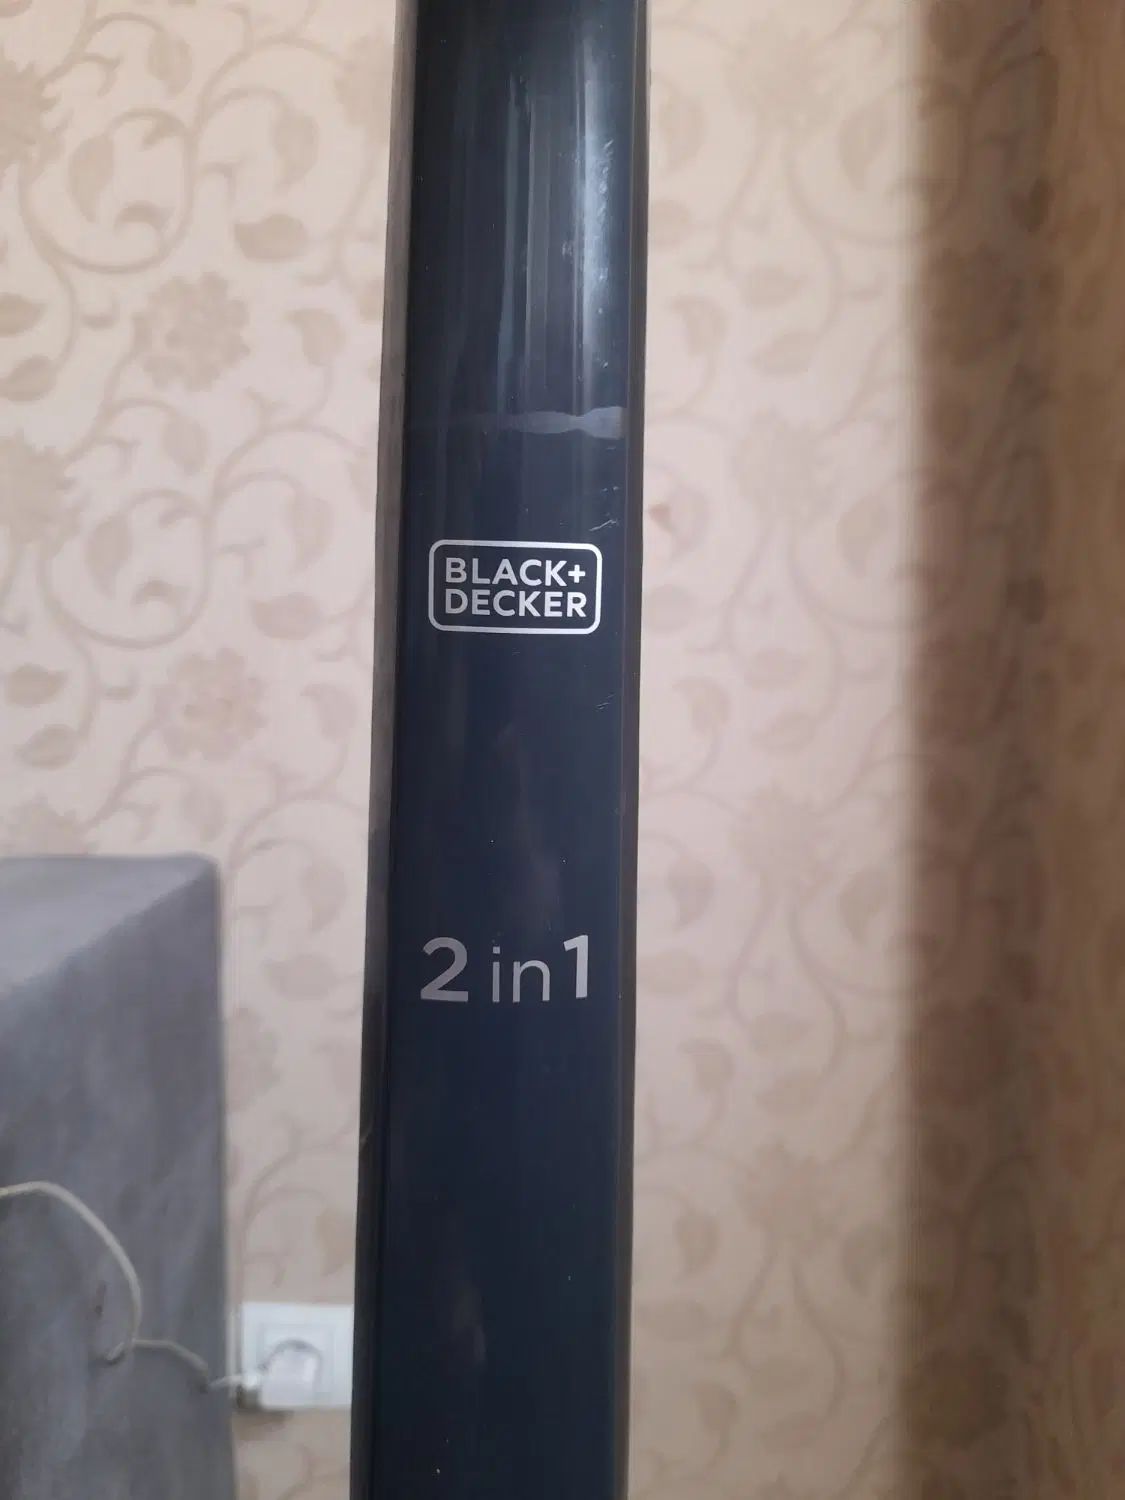 BLACK+
DECKER
2 in 1